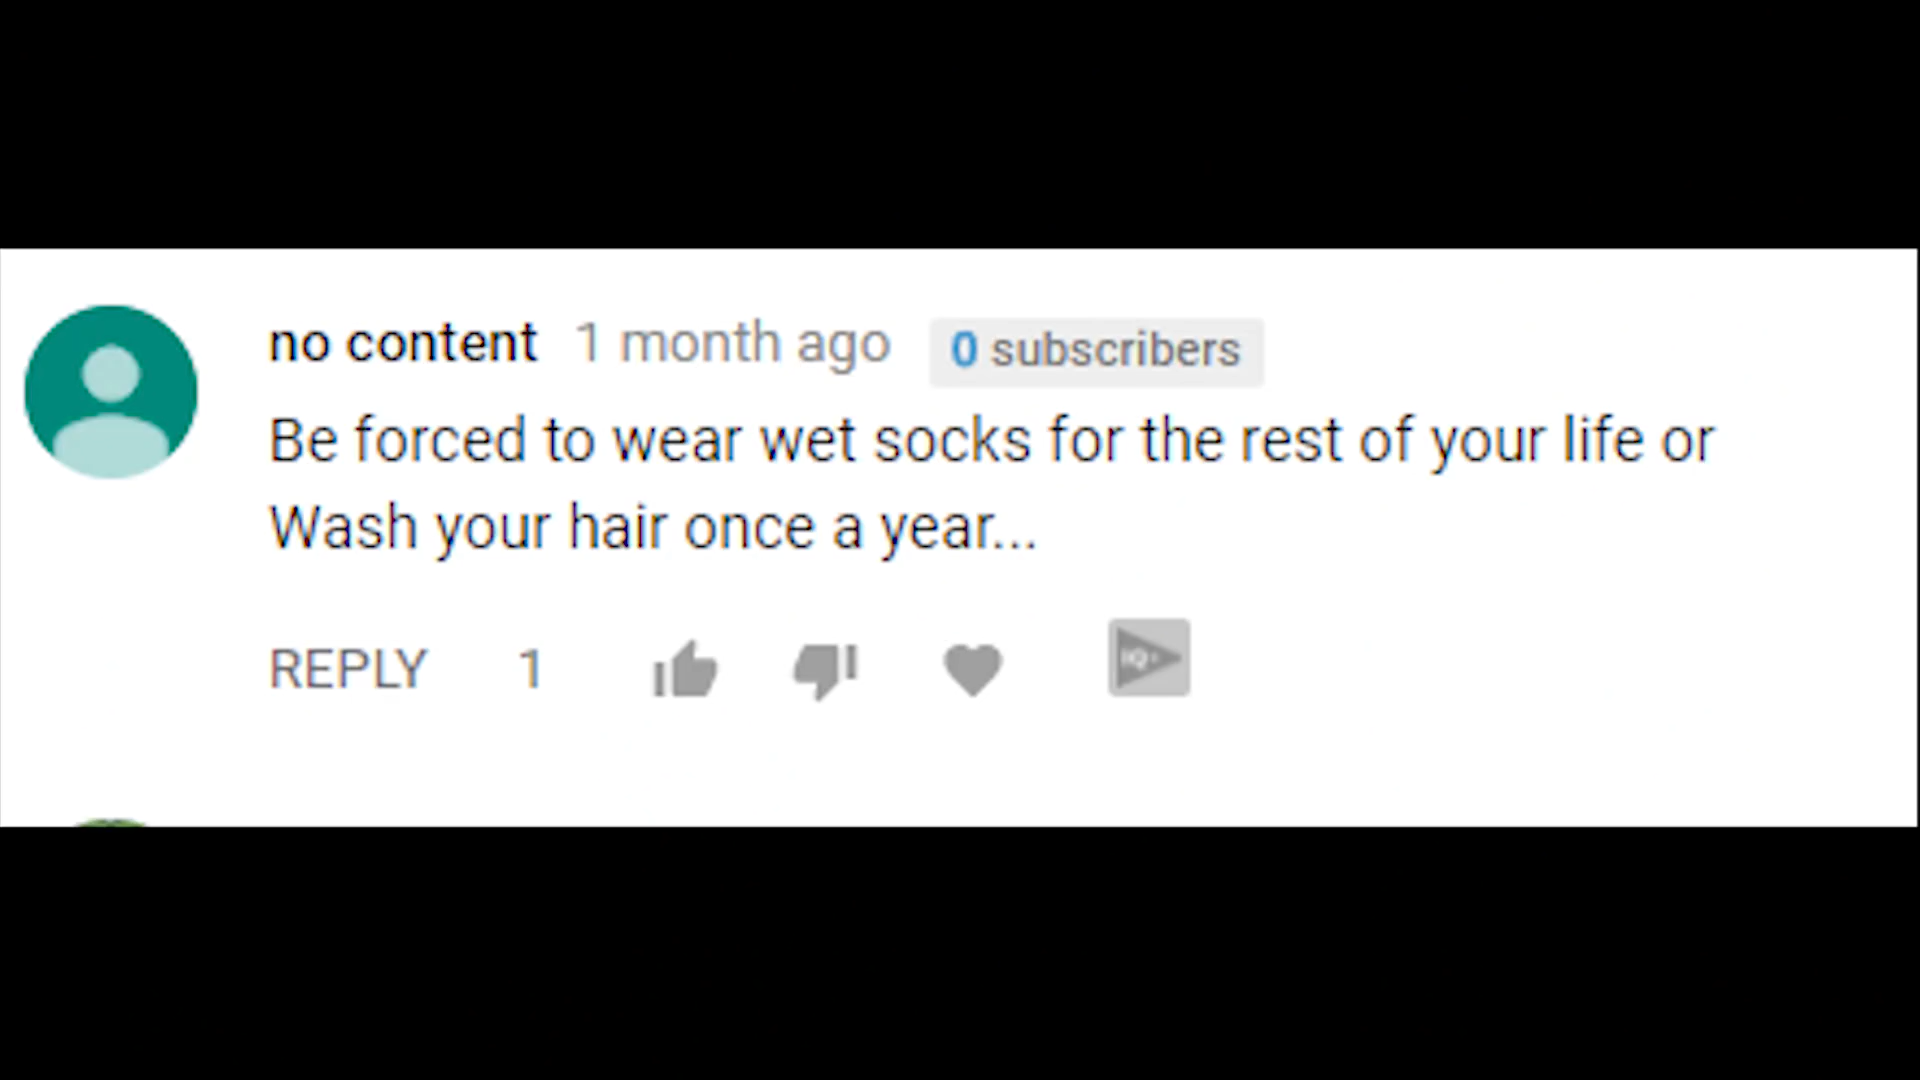 no content 1 month ago 0 subscribers
Be forced to wear wet socks for the rest of your life or
Wash your hair once a year...
REPLY 1 IQ